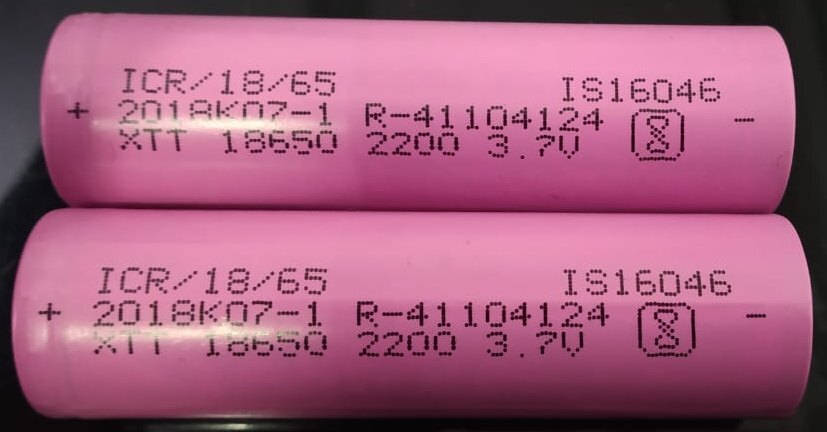 ICR/18/65 IS16046
+ 2018K07-1 R-41104124 -
XTT 18650 2200 3.7V
ICR/18/65 IS16046
+ 2018K07-1 R-41104124 -
XTT 18650 2200 3.7V